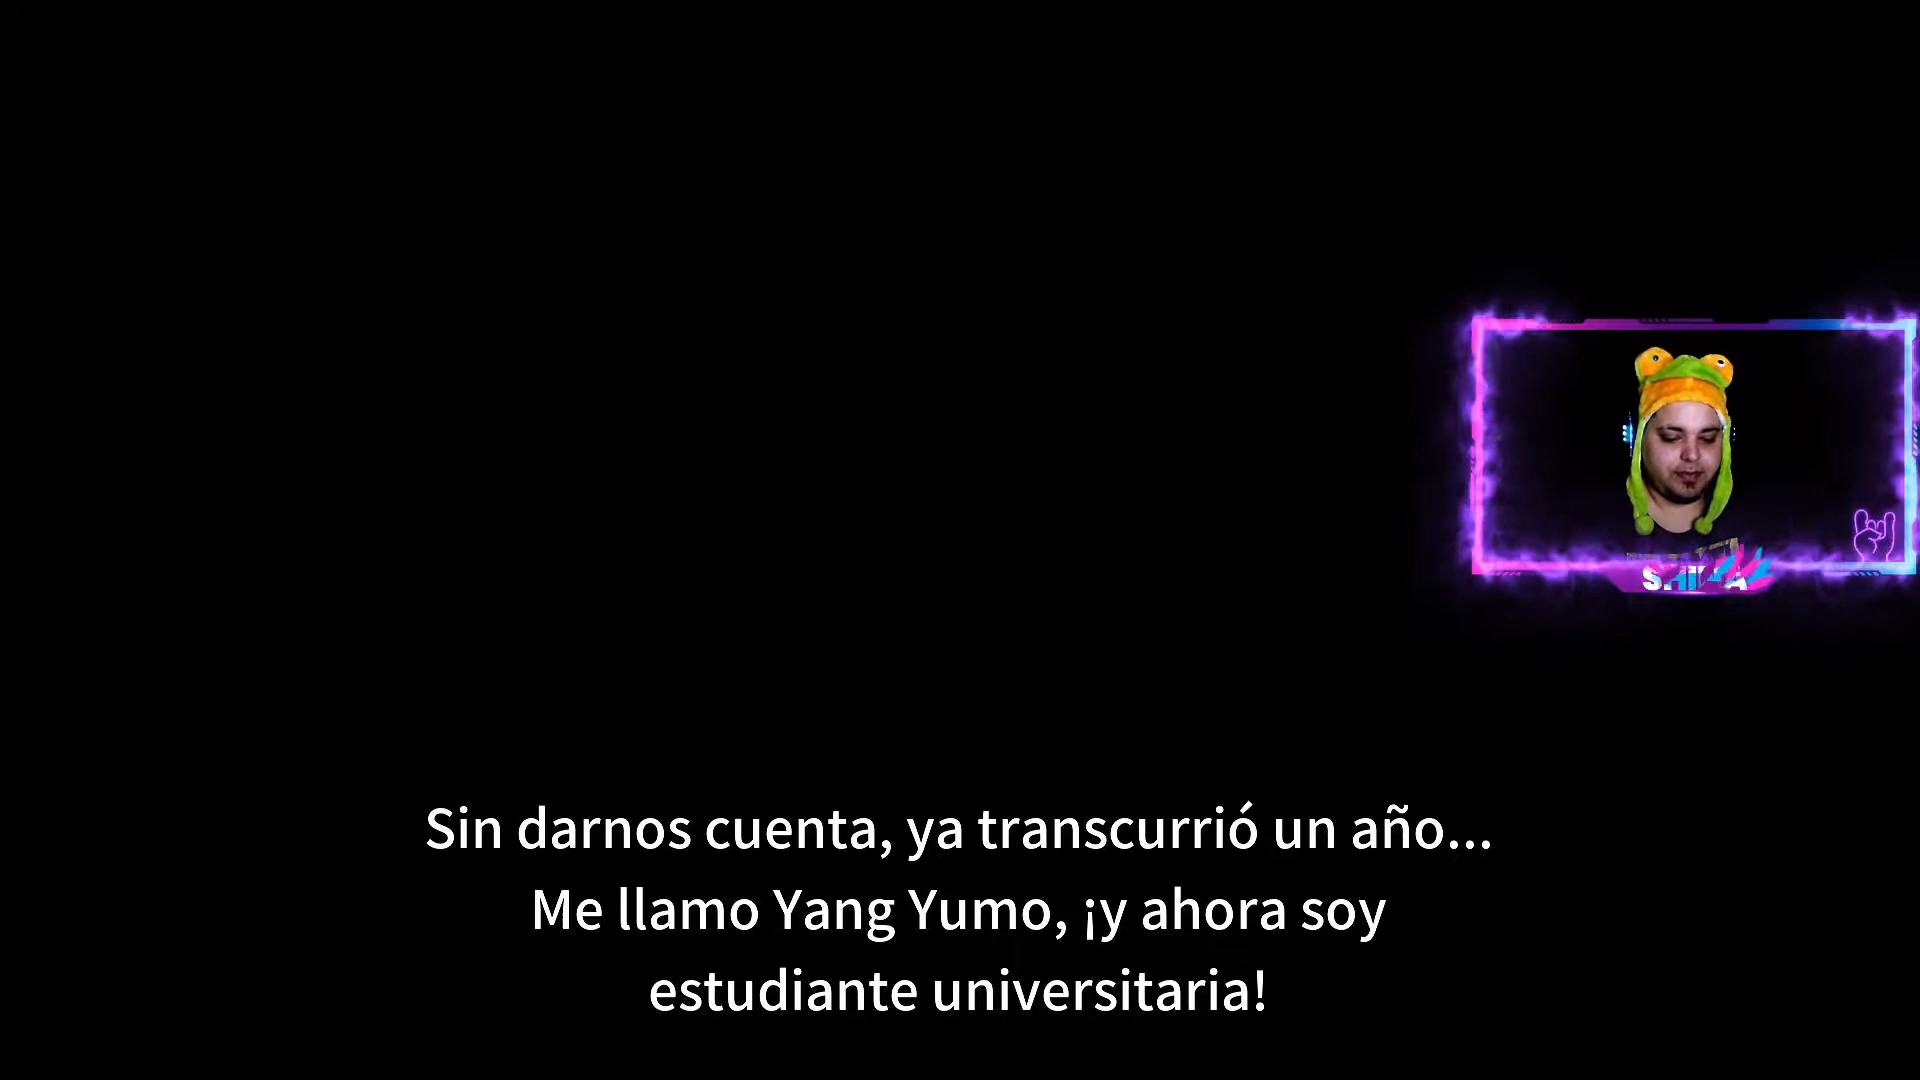 Sin darnos cuenta, ya transcurrió un año...
Me llamo Yang Yumo, ¡y ahora soy
estudiante universitaria!